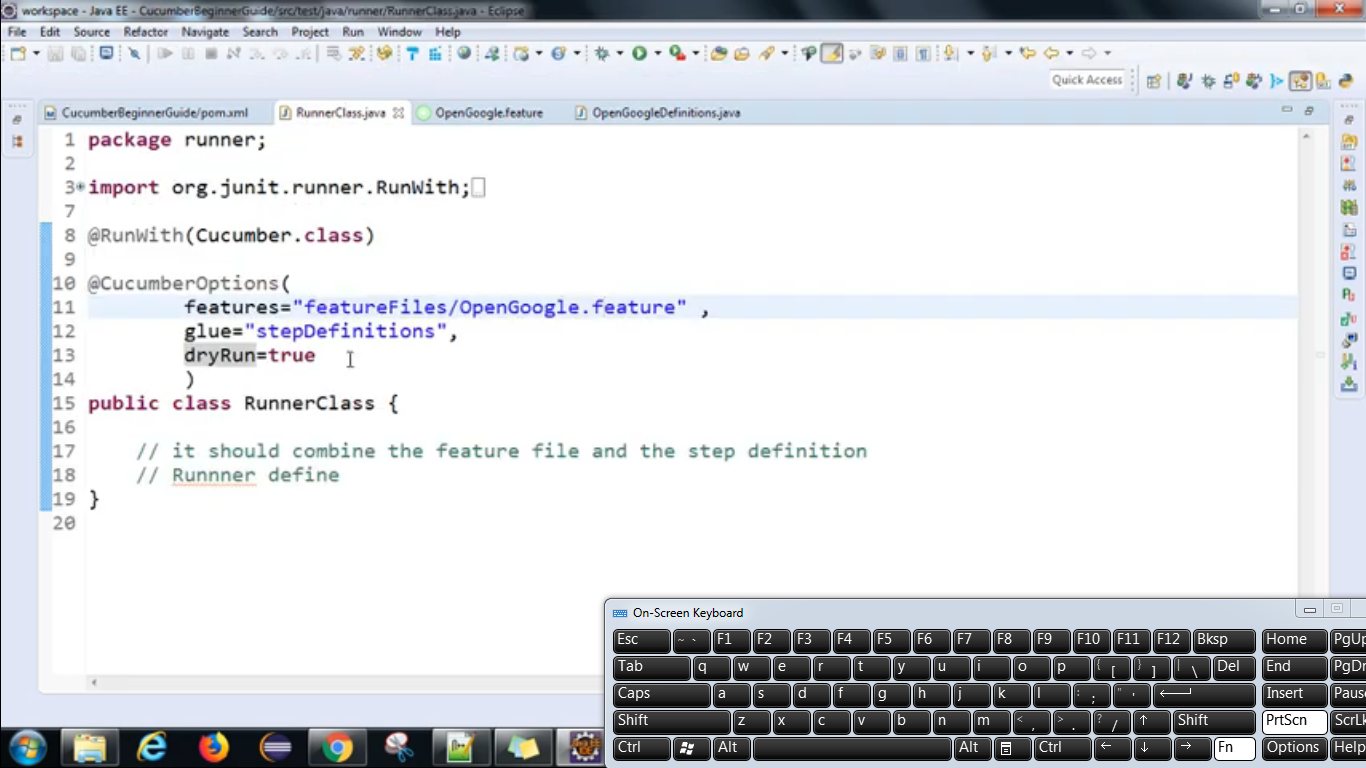 workspace - Java EE - CucumberBeginnerGuide/src/test/java/runner/RunnerClass.java - Eclipse
File Edit Source Refactor Navigate Search Project Run Window Help
Quick Access
CucumberBeginnerGuide/pom.xml RunnerClass.java OpenGoogle.feature OpenGoogleDefinitions.java
1 package runner;
2
3 import org.junit.runner.RunWith;
7
8 @RunWith(Cucumber.class)
9
10 @CucumberOptions(
11 features="featureFiles/OpenGoogle.feature" ,
12 glue="stepDefinitions",
13 dryRun=true
14 )
15 public class RunnerClass {
16
17 // it should combine the feature file and the step definition
18 // Runnner define
19 }
20
On-Screen Keyboard
Esc ~ ` F1 F2 F3 F4 F5 F6 F7 F8 F9 F10 F11 F12 Bksp Home PgUp
Tab q w e r t y u i o p { [ } ] | \ Del End PgDn
Caps a s d f g h j k l : ; " ' Insert Pause
Shift z x c v b n m < , > . ? / ↑ Shift PrtScn ScrLk
Ctrl Alt Alt Ctrl ← ↓ → Fn Options Help